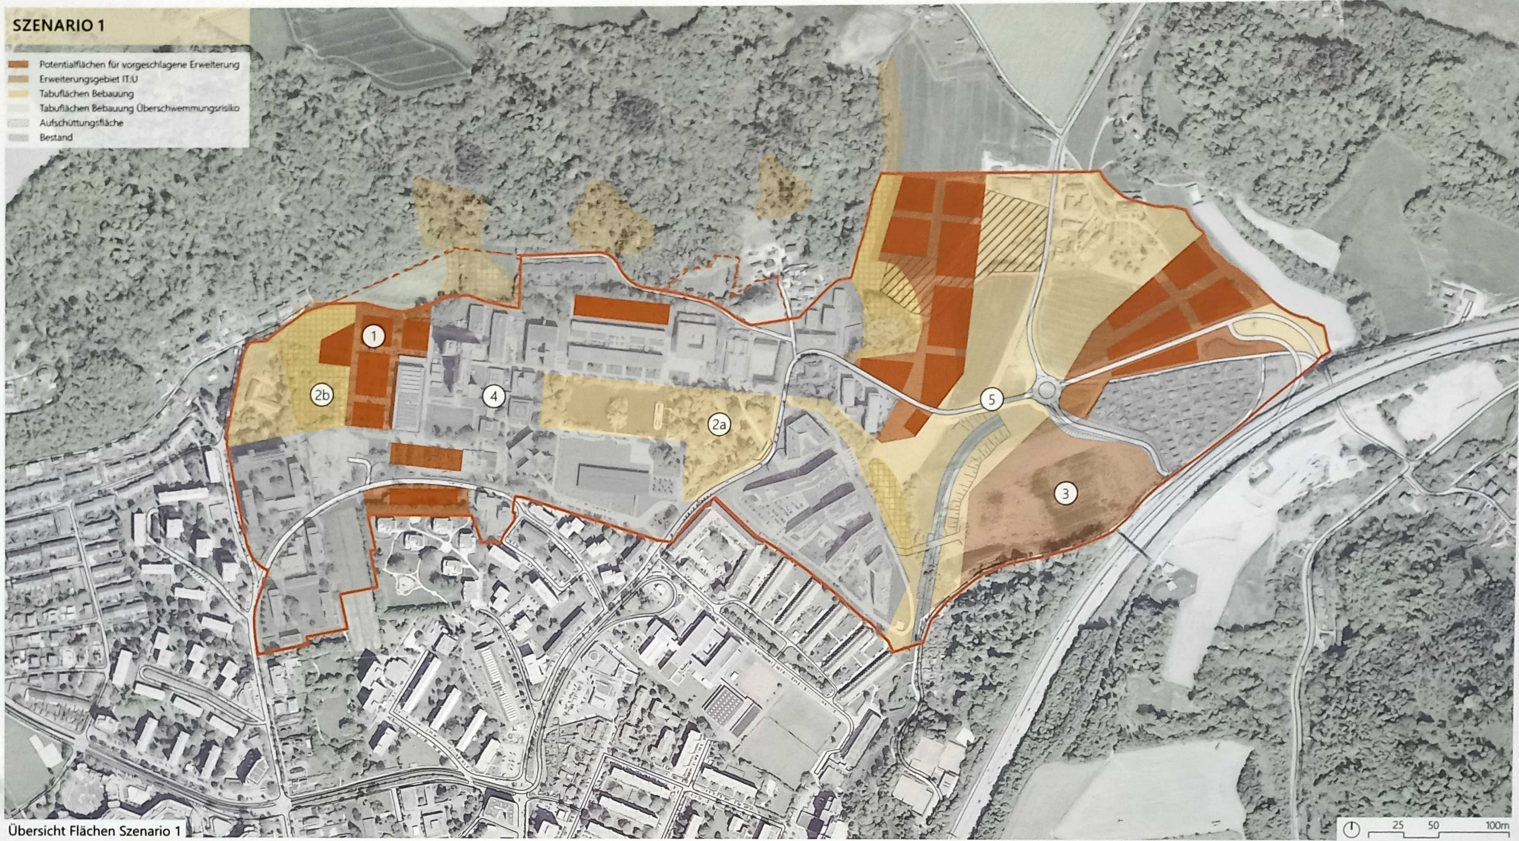 SZENARIO 1
Potentialflächen für vorgeschlagene Erweiterung
Erweiterungsgebiet IT:U
Tabuflächen Bebauung
Tabuflächen Bebauung Überschwemmungsrisiko
Aufschüttungsfläche
Bestand
1
2b
4
2a
5
3
Übersicht Flächen Szenario 1
25 50 100m